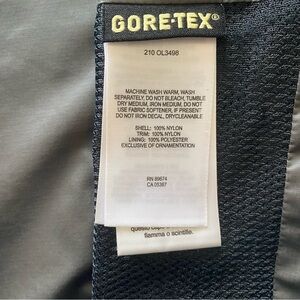 GORE-TEX®
210 OL3498
MACHINE WASH WARM, WASH
SEPARATELY, DO NOT BLEACH, TUMBLE
DRY MEDIUM, IRON MEDIUM, DO NOT
USE FABRIC SOFTENER, IF PRESENT
DO NOT IRON DECAL, DRYCLEANABLE
SHELL: 100% NYLON
TRIM: 100% NYLON
LINING: 100% POLYESTER
EXCLUSIVE OF ORNAMENTATION
RN 89674
CA 05367
questo capo
fiamma o scintille.